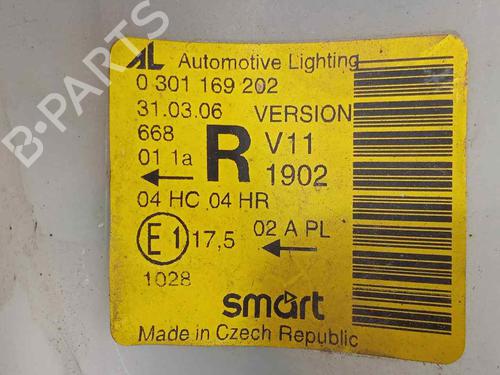 AL Automotive Lighting
0 301 169 202
31.03.06 VERSION
668 R V11
01 1a 1902
04 HC 04 HR
E1 17,5 02 A PL
1028
smart
Made in Czech Republic
B-PARTS